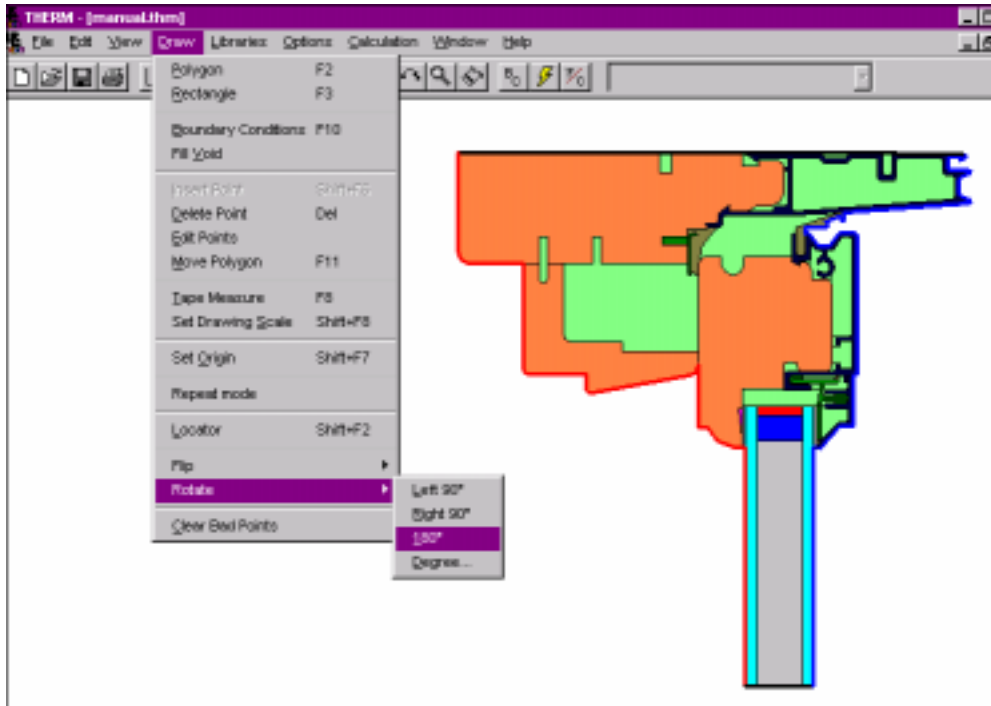 THERM - [manual.thm]
File Edit View Draw Libraries Options Calculation Window Help
Polygon F2
Rectangle F3
Boundary Conditions F10
Fill Void
Insert Point Shift+F6
Delete Point Del
Edit Points
Move Polygon F11
Tape Measure F8
Set Drawing Scale Shift+F8
Set Origin Shift+F7
Repeat mode
Locator Shift+F2
Flip
Rotate
Left 90°
Right 90°
180°
Degree...
Clear Bad Points